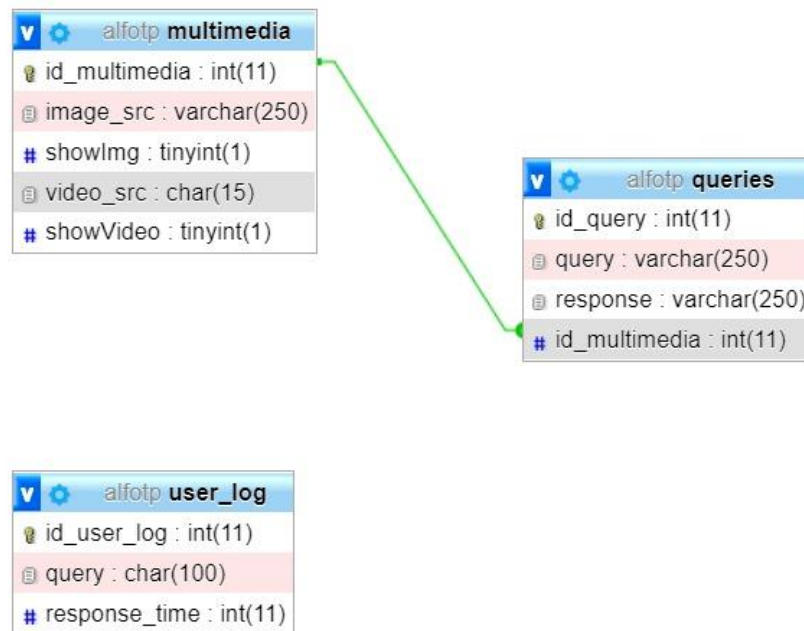 v alfotp multimedia
id_multimedia : int(11)
image_src : varchar(250)
# showImg : tinyint(1)
video_src : char(15)
# showVideo : tinyint(1)
v alfotp queries
id_query : int(11)
query : varchar(250)
response : varchar(250)
# id_multimedia : int(11)
v alfotp user_log
id_user_log : int(11)
query : char(100)
# response_time : int(11)